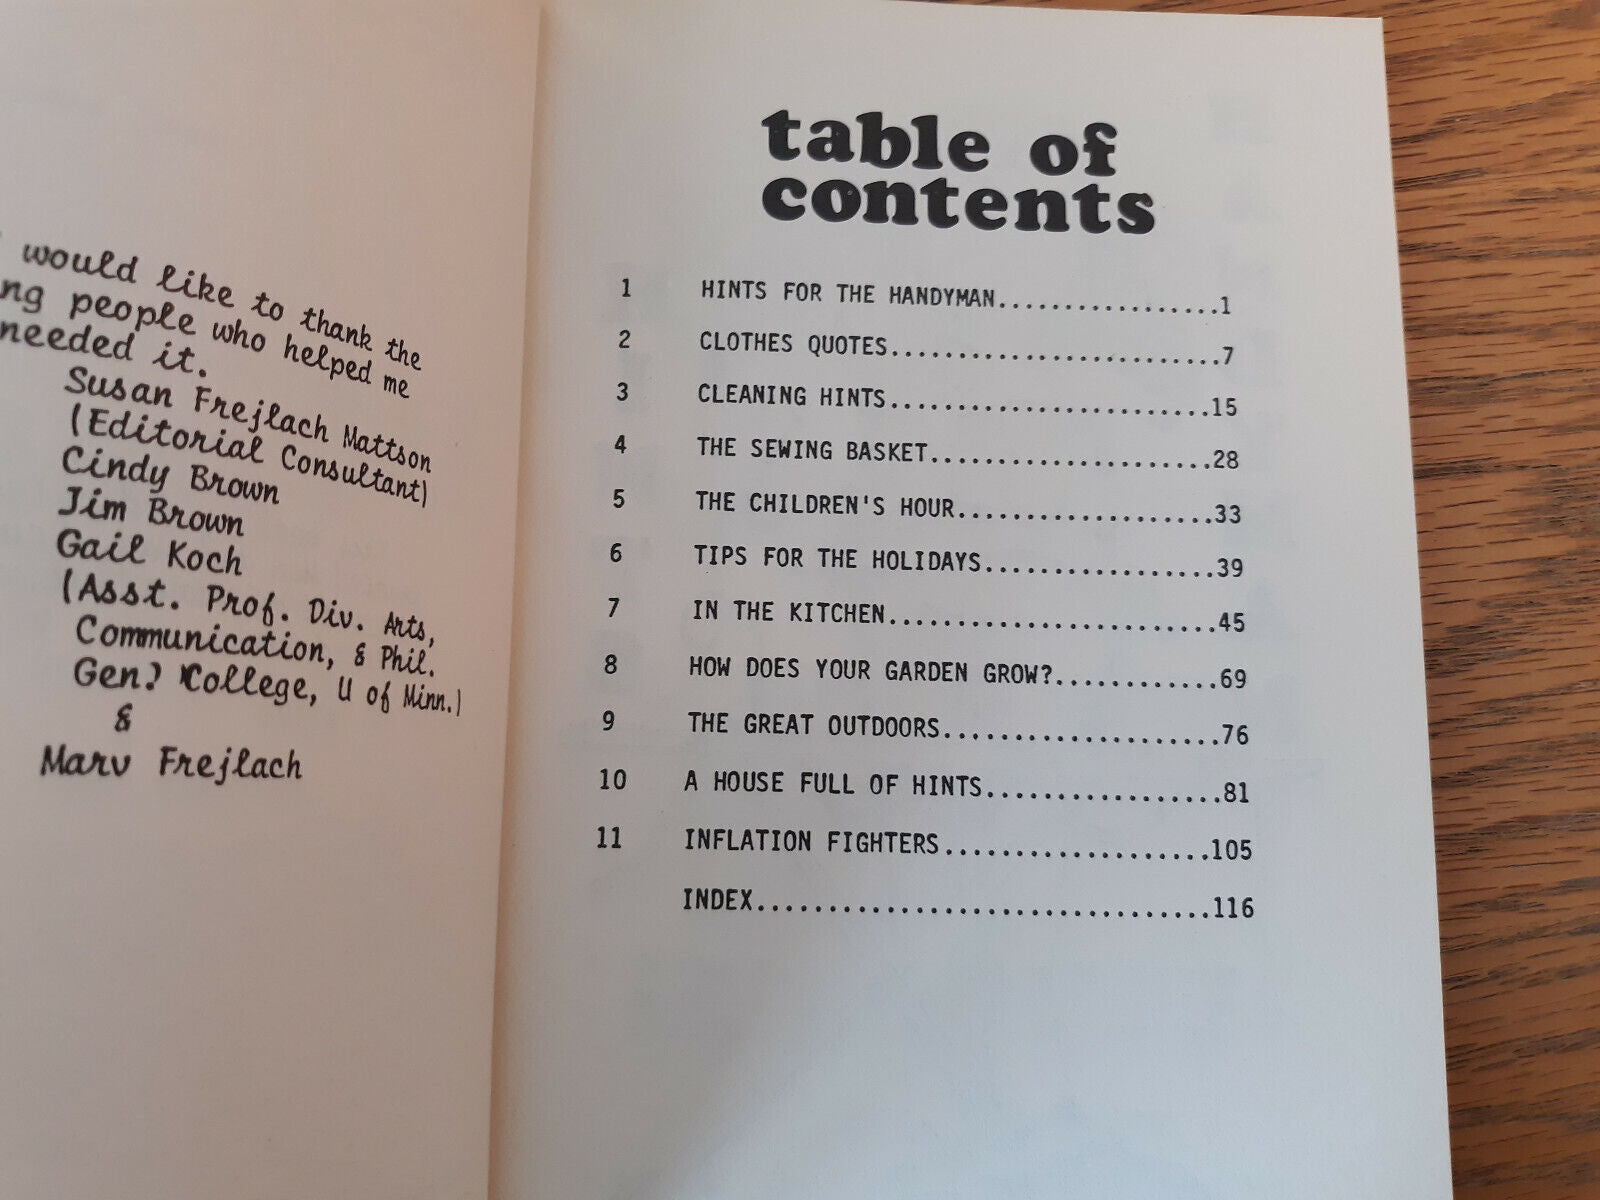 would like to thank the
ng people who helped me
needed it.
Susan Frejlach Mattson
(Editorial Consultant)
Cindy Brown
Jim Brown
Gail Koch
(Asst. Prof. Div. Arts,
Communication, & Phil.
Gen. College, U of Minn.)
&
Marv Frejlach
table of
contents
1 HINTS FOR THE HANDYMAN.................1
2 CLOTHES QUOTES.........................7
3 CLEANING HINTS........................15
4 THE SEWING BASKET.....................28
5 THE CHILDREN'S HOUR...................33
6 TIPS FOR THE HOLIDAYS.................39
7 IN THE KITCHEN........................45
8 HOW DOES YOUR GARDEN GROW?............69
9 THE GREAT OUTDOORS....................76
10 A HOUSE FULL OF HINTS.................81
11 INFLATION FIGHTERS...................105
INDEX................................116